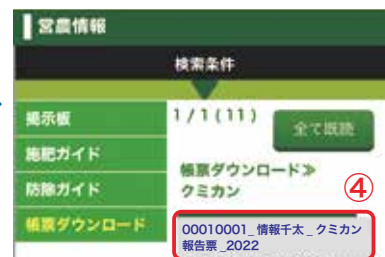 営農情報
検索条件
掲示板
施肥ガイド
防除ガイド
帳票ダウンロード
1/1(11)
全て既読
帳票ダウンロード≫
クミカン
④
00010001_情報千太_クミカン
報告票_2022